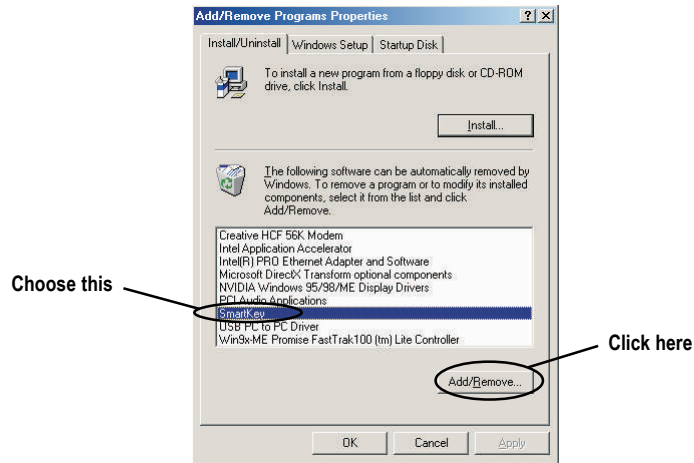 Add/Remove Programs Properties
Install/Uninstall Windows Setup Startup Disk
To install a new program from a floppy disk or CD-ROM
drive, click Install.
Install...
The following software can be automatically removed by
Windows. To remove a program or to modify its installed
components, select it from the list and click
Add/Remove.
Creative HCF 56K Modem
Intel Application Accelerator
Intel(R) PRO Ethernet Adapter and Software
Microsoft DirectX Transform optional components
NVIDIA Windows 95/98/ME Display Drivers
PCI Audio Applications
SmartKey
USB PC to PC Driver
Win9x-ME Promise FastTrak100 (tm) Lite Controller
Choose this
Click here
Add/Remove...
OK Cancel Apply